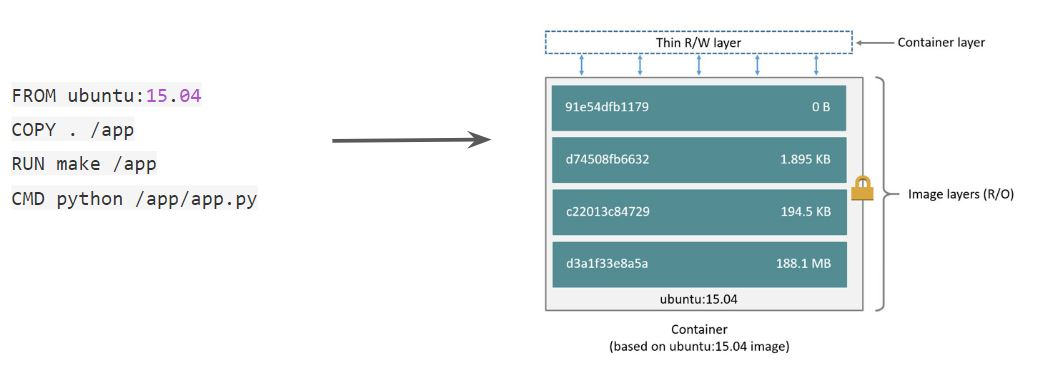 FROM ubuntu:15.04
COPY . /app
RUN make /app
CMD python /app/app.py
Thin R/W layer
Container layer
91e54dfb1179 0 B
d74508fb6632 1.895 KB
c22013c84729 194.5 KB
d3a1f33e8a5a 188.1 MB
ubuntu:15.04
Image layers (R/O)
Container
(based on ubuntu:15.04 image)